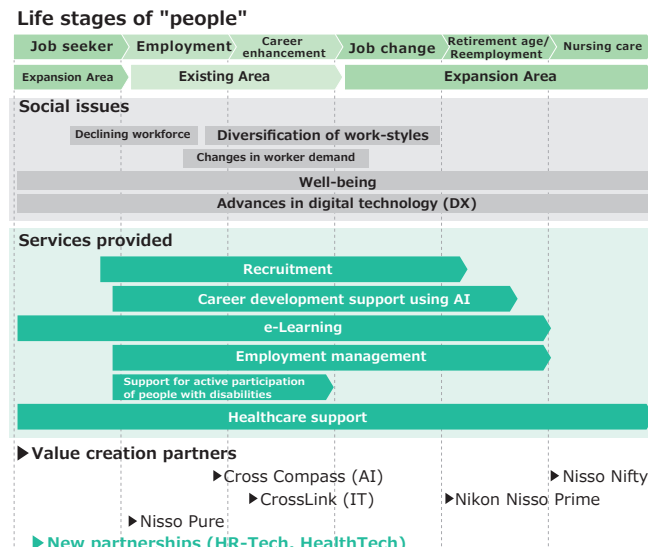 Life stages of "people"
Job seeker
Employment
Career
enhancement
Job change
Retirement age/
Reemployment
Nursing care
Expansion Area
Existing Area
Expansion Area
Social issues
Declining workforce
Diversification of work-styles
Changes in worker demand
Well-being
Advances in digital technology (DX)
Services provided
Recruitment
Career development support using AI
e-Learning
Employment management
Support for active participation
of people with disabilities
Healthcare support
▶Value creation partners
▶Cross Compass (AI)
▶Nisso Nifty
▶CrossLink (IT)
▶Nikon Nisso Prime
▶Nisso Pure
▶New partnerships (HR-Tech, HealthTech)